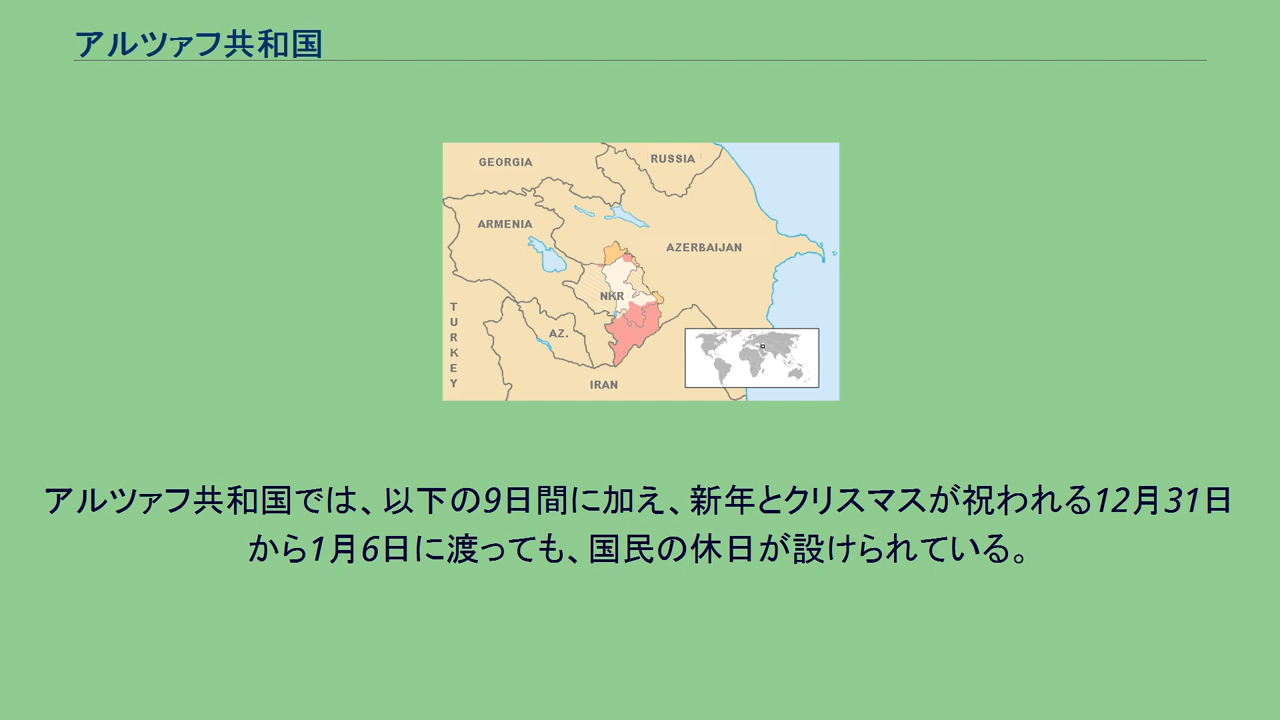 アルツァフ共和国
GEORGIA
RUSSIA
ARMENIA
AZERBAIJAN
NKR
TURKEY
AZ.
IRAN
アルツァフ共和国では、以下の9日間に加え、新年とクリスマスが祝われる12月31日
から1月6日に渡っても、国民の休日が設けられている。